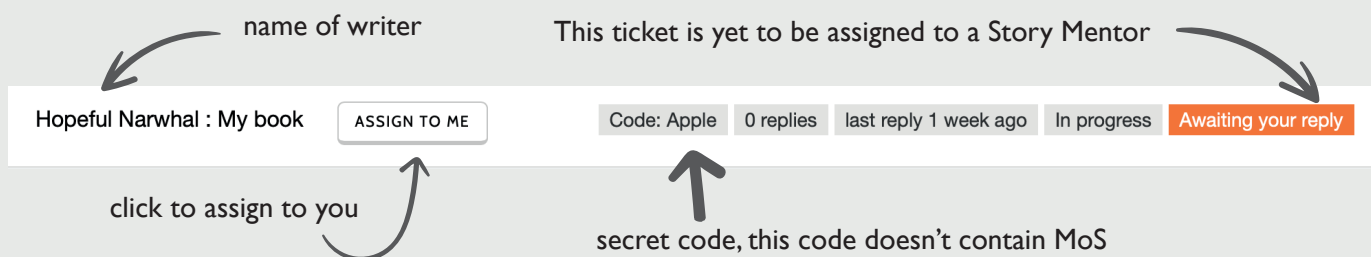 name of writer
This ticket is yet to be assigned to a Story Mentor
Hopeful Narwhal : My book
ASSIGN TO ME
Code: Apple
0 replies
last reply 1 week ago
In progress
Awaiting your reply
click to assign to you
secret code, this code doesn't contain MoS